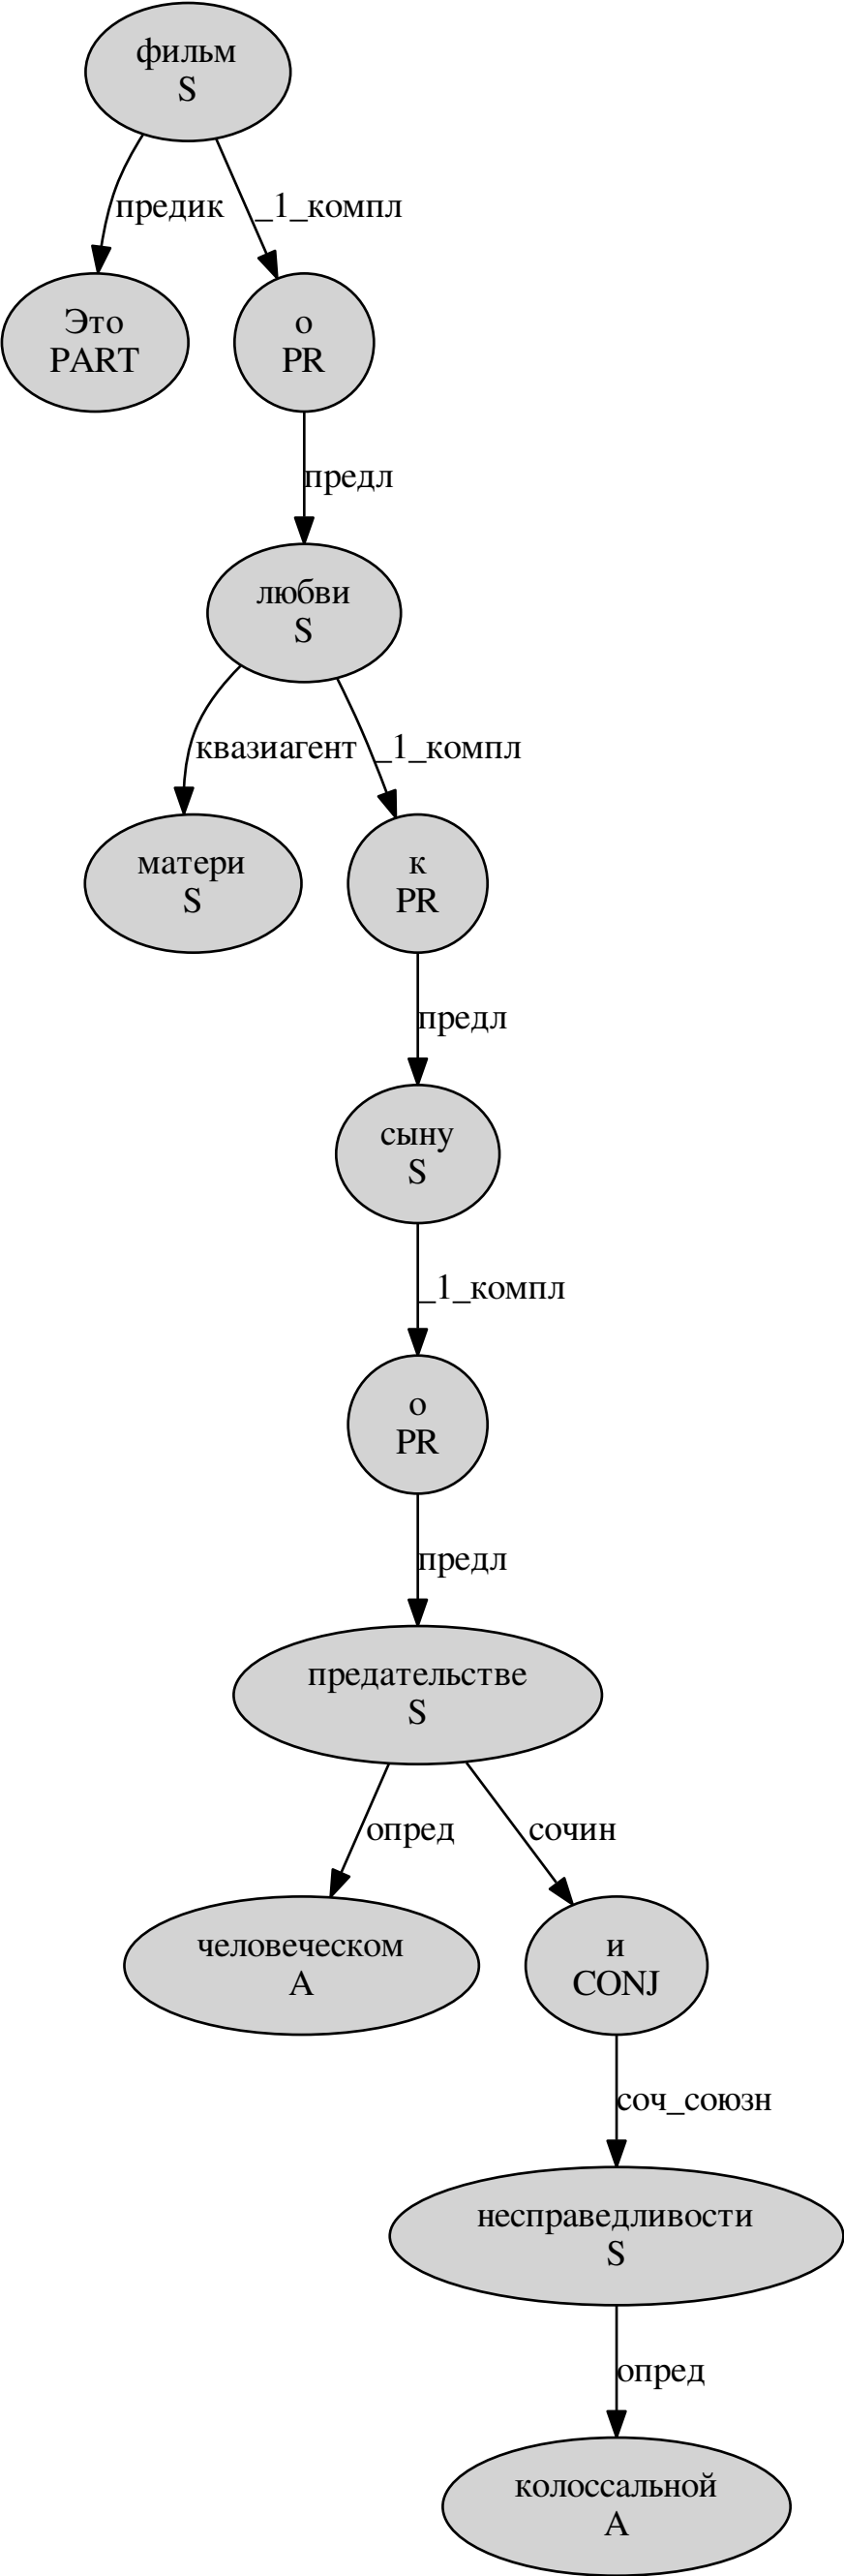 фильм
S
предик
_1_компл
Это
PART
о
PR
предл
любви
S
квазиагент
_1_компл
матери
S
к
PR
предл
сыну
S
_1_компл
о
PR
предл
предательстве
S
опред
сочин
человеческом
A
и
CONJ
соч_союзн
несправедливости
S
опред
колоссальной
A